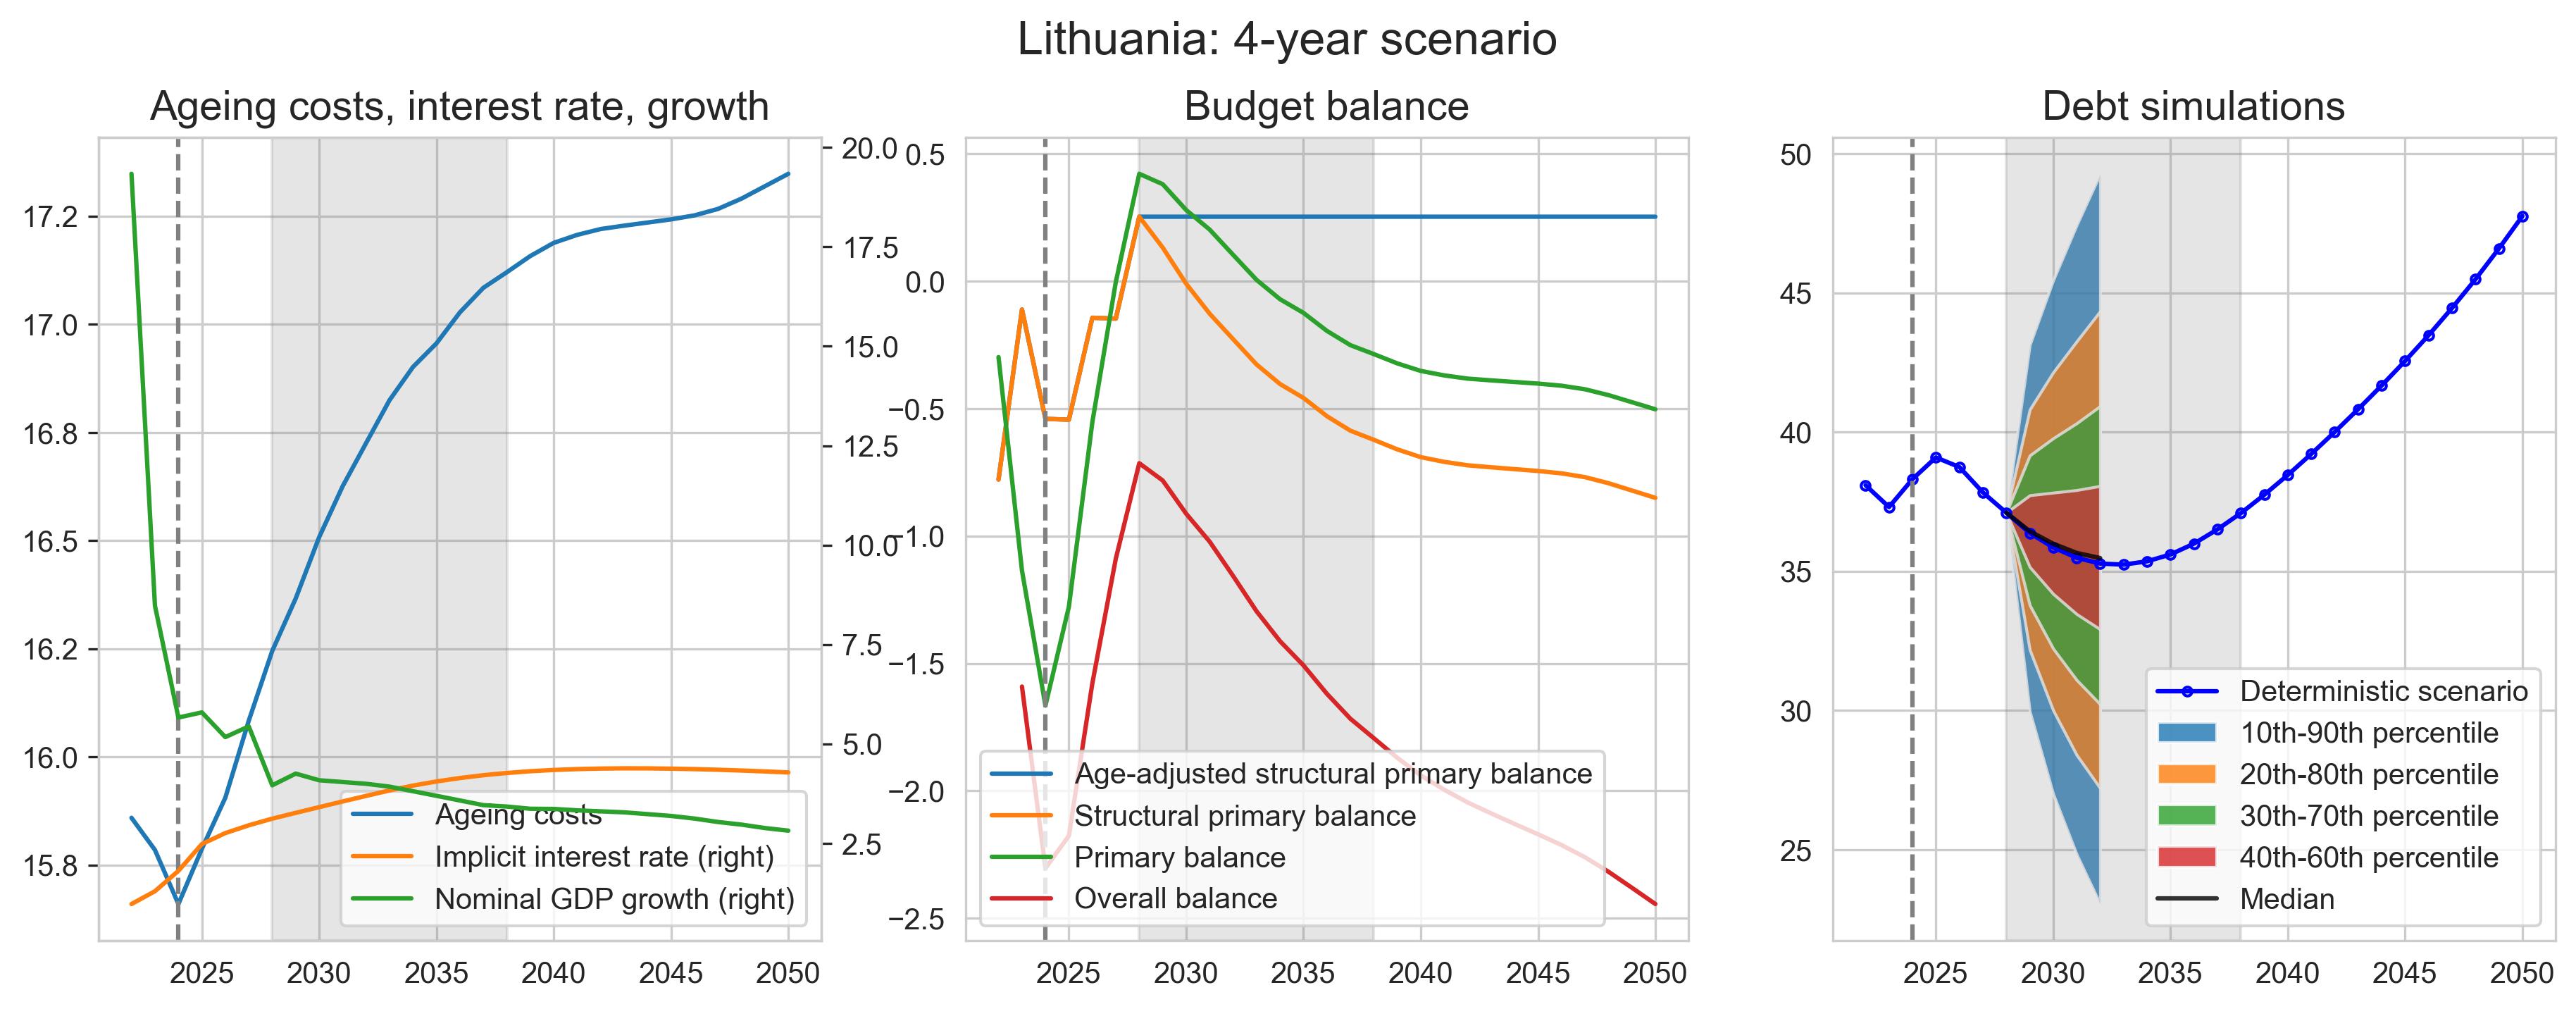 Lithuania: 4-year scenario
Ageing costs, interest rate, growth
17.2
17.0
16.8
16.5
16.2
16.0
15.8
20.0
17.5
15.0
12.5
10.0
7.5
5.0
2.5
2025 2030 2035 2040 2045 2050
Ageing costs
Implicit interest rate (right)
Nominal GDP growth (right)
Budget balance
0.5
0.0
−0.5
−1.0
−1.5
−2.0
−2.5
2025 2030 2035 2040 2045 2050
Age-adjusted structural primary balance
Structural primary balance
Primary balance
Overall balance
Debt simulations
50
45
40
35
30
25
2025 2030 2035 2040 2045 2050
Deterministic scenario
10th-90th percentile
20th-80th percentile
30th-70th percentile
40th-60th percentile
Median